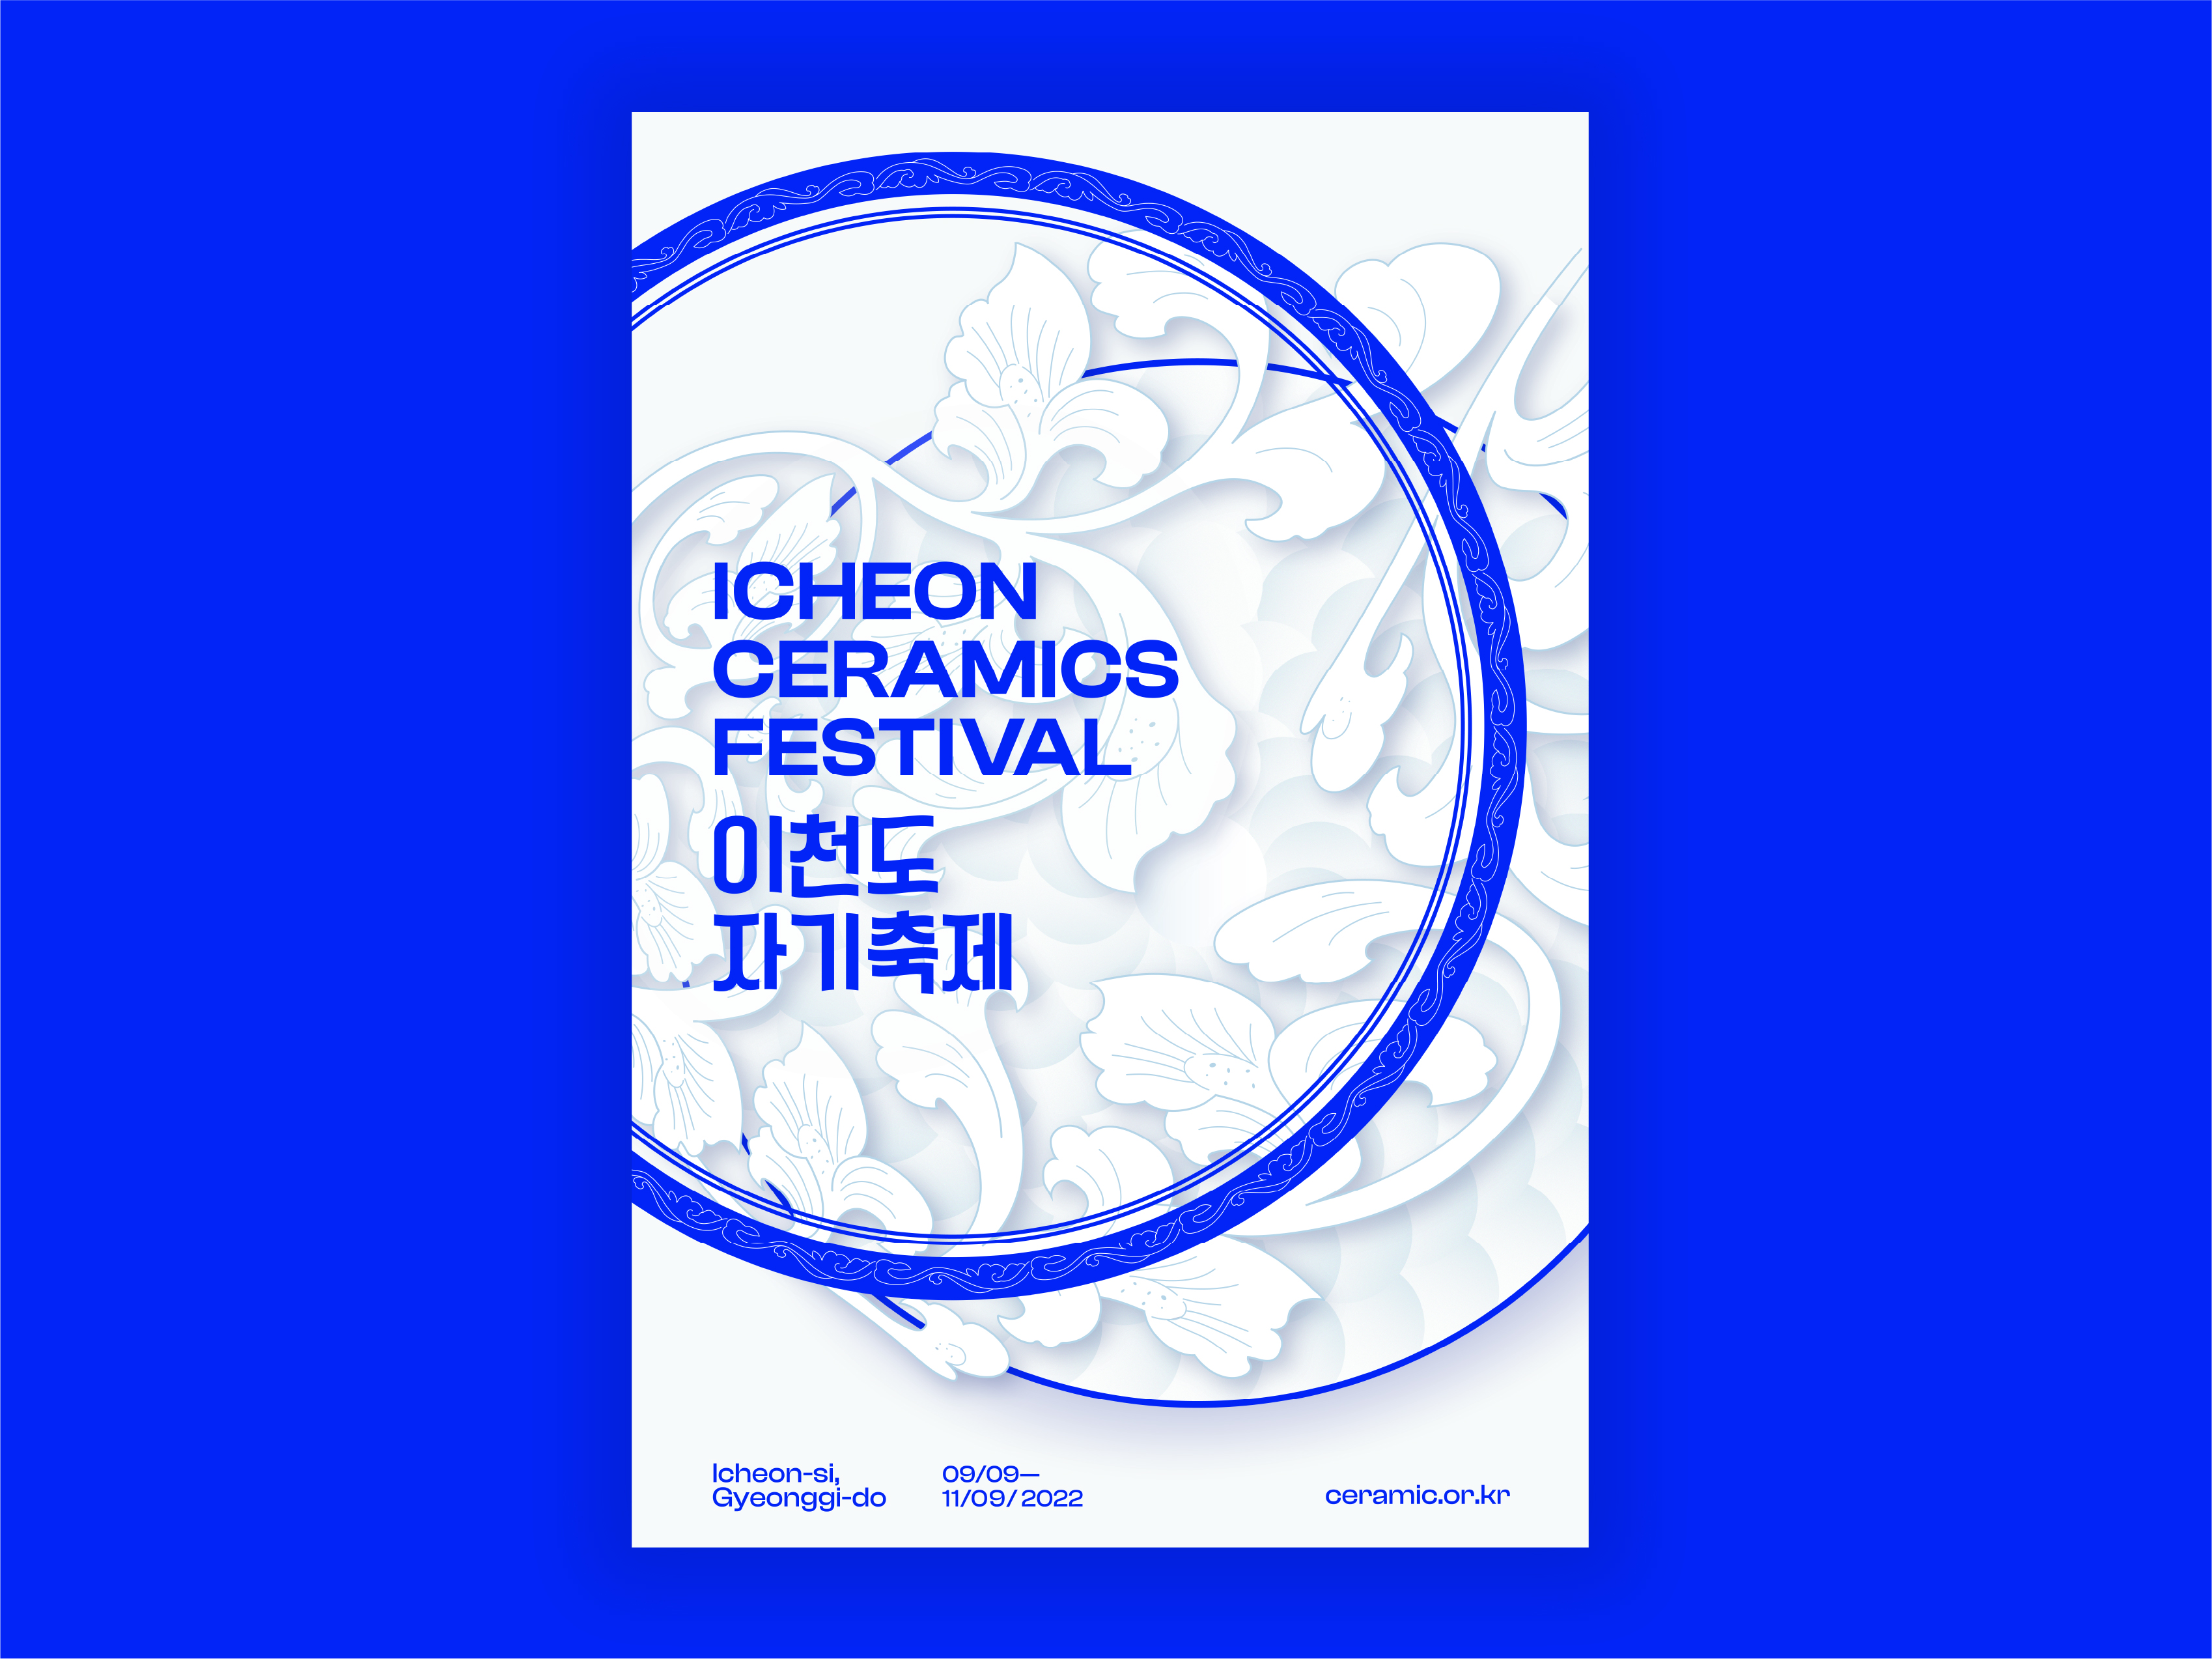 ICHEON
CERAMICS
FESTIVAL
이천도
자기축제
Icheon-si,
Gyeonggi-do
09/09—
11/09/2022
ceramic.or.kr